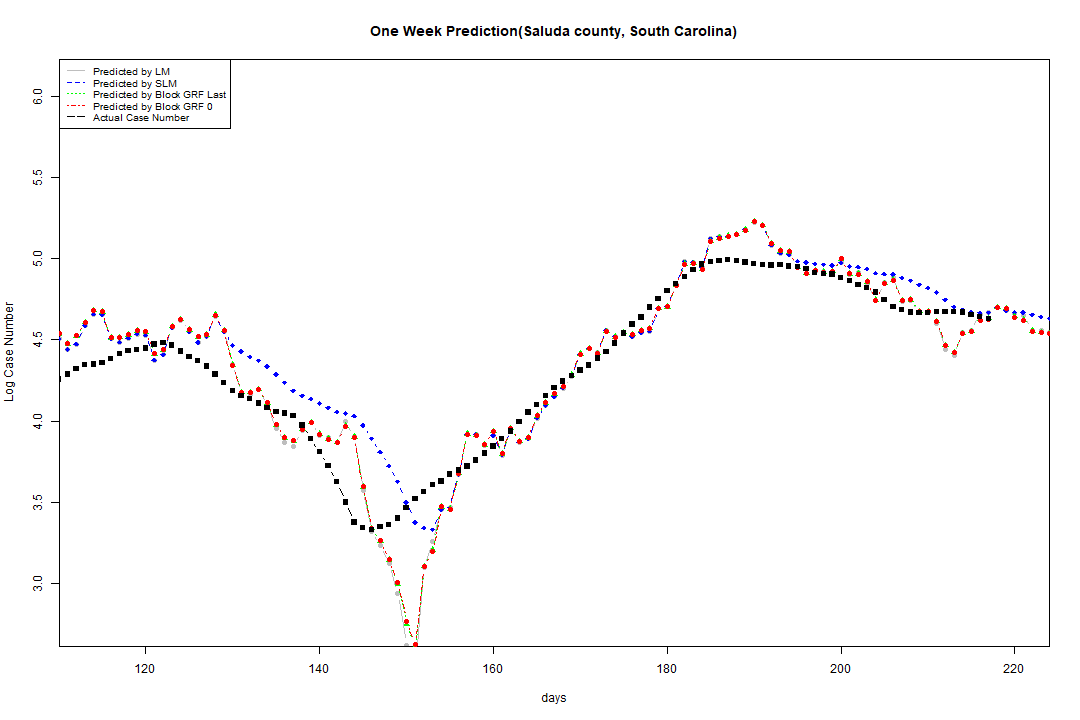 One Week Prediction(Saluda county, South Carolina)
Predicted by LM
Predicted by SLM
Predicted by Block GRF Last
Predicted by Block GRF 0
Actual Case Number
6.0
5.5
5.0
4.5
4.0
3.5
3.0
Log Case Number
120 140 160 180 200 220
days